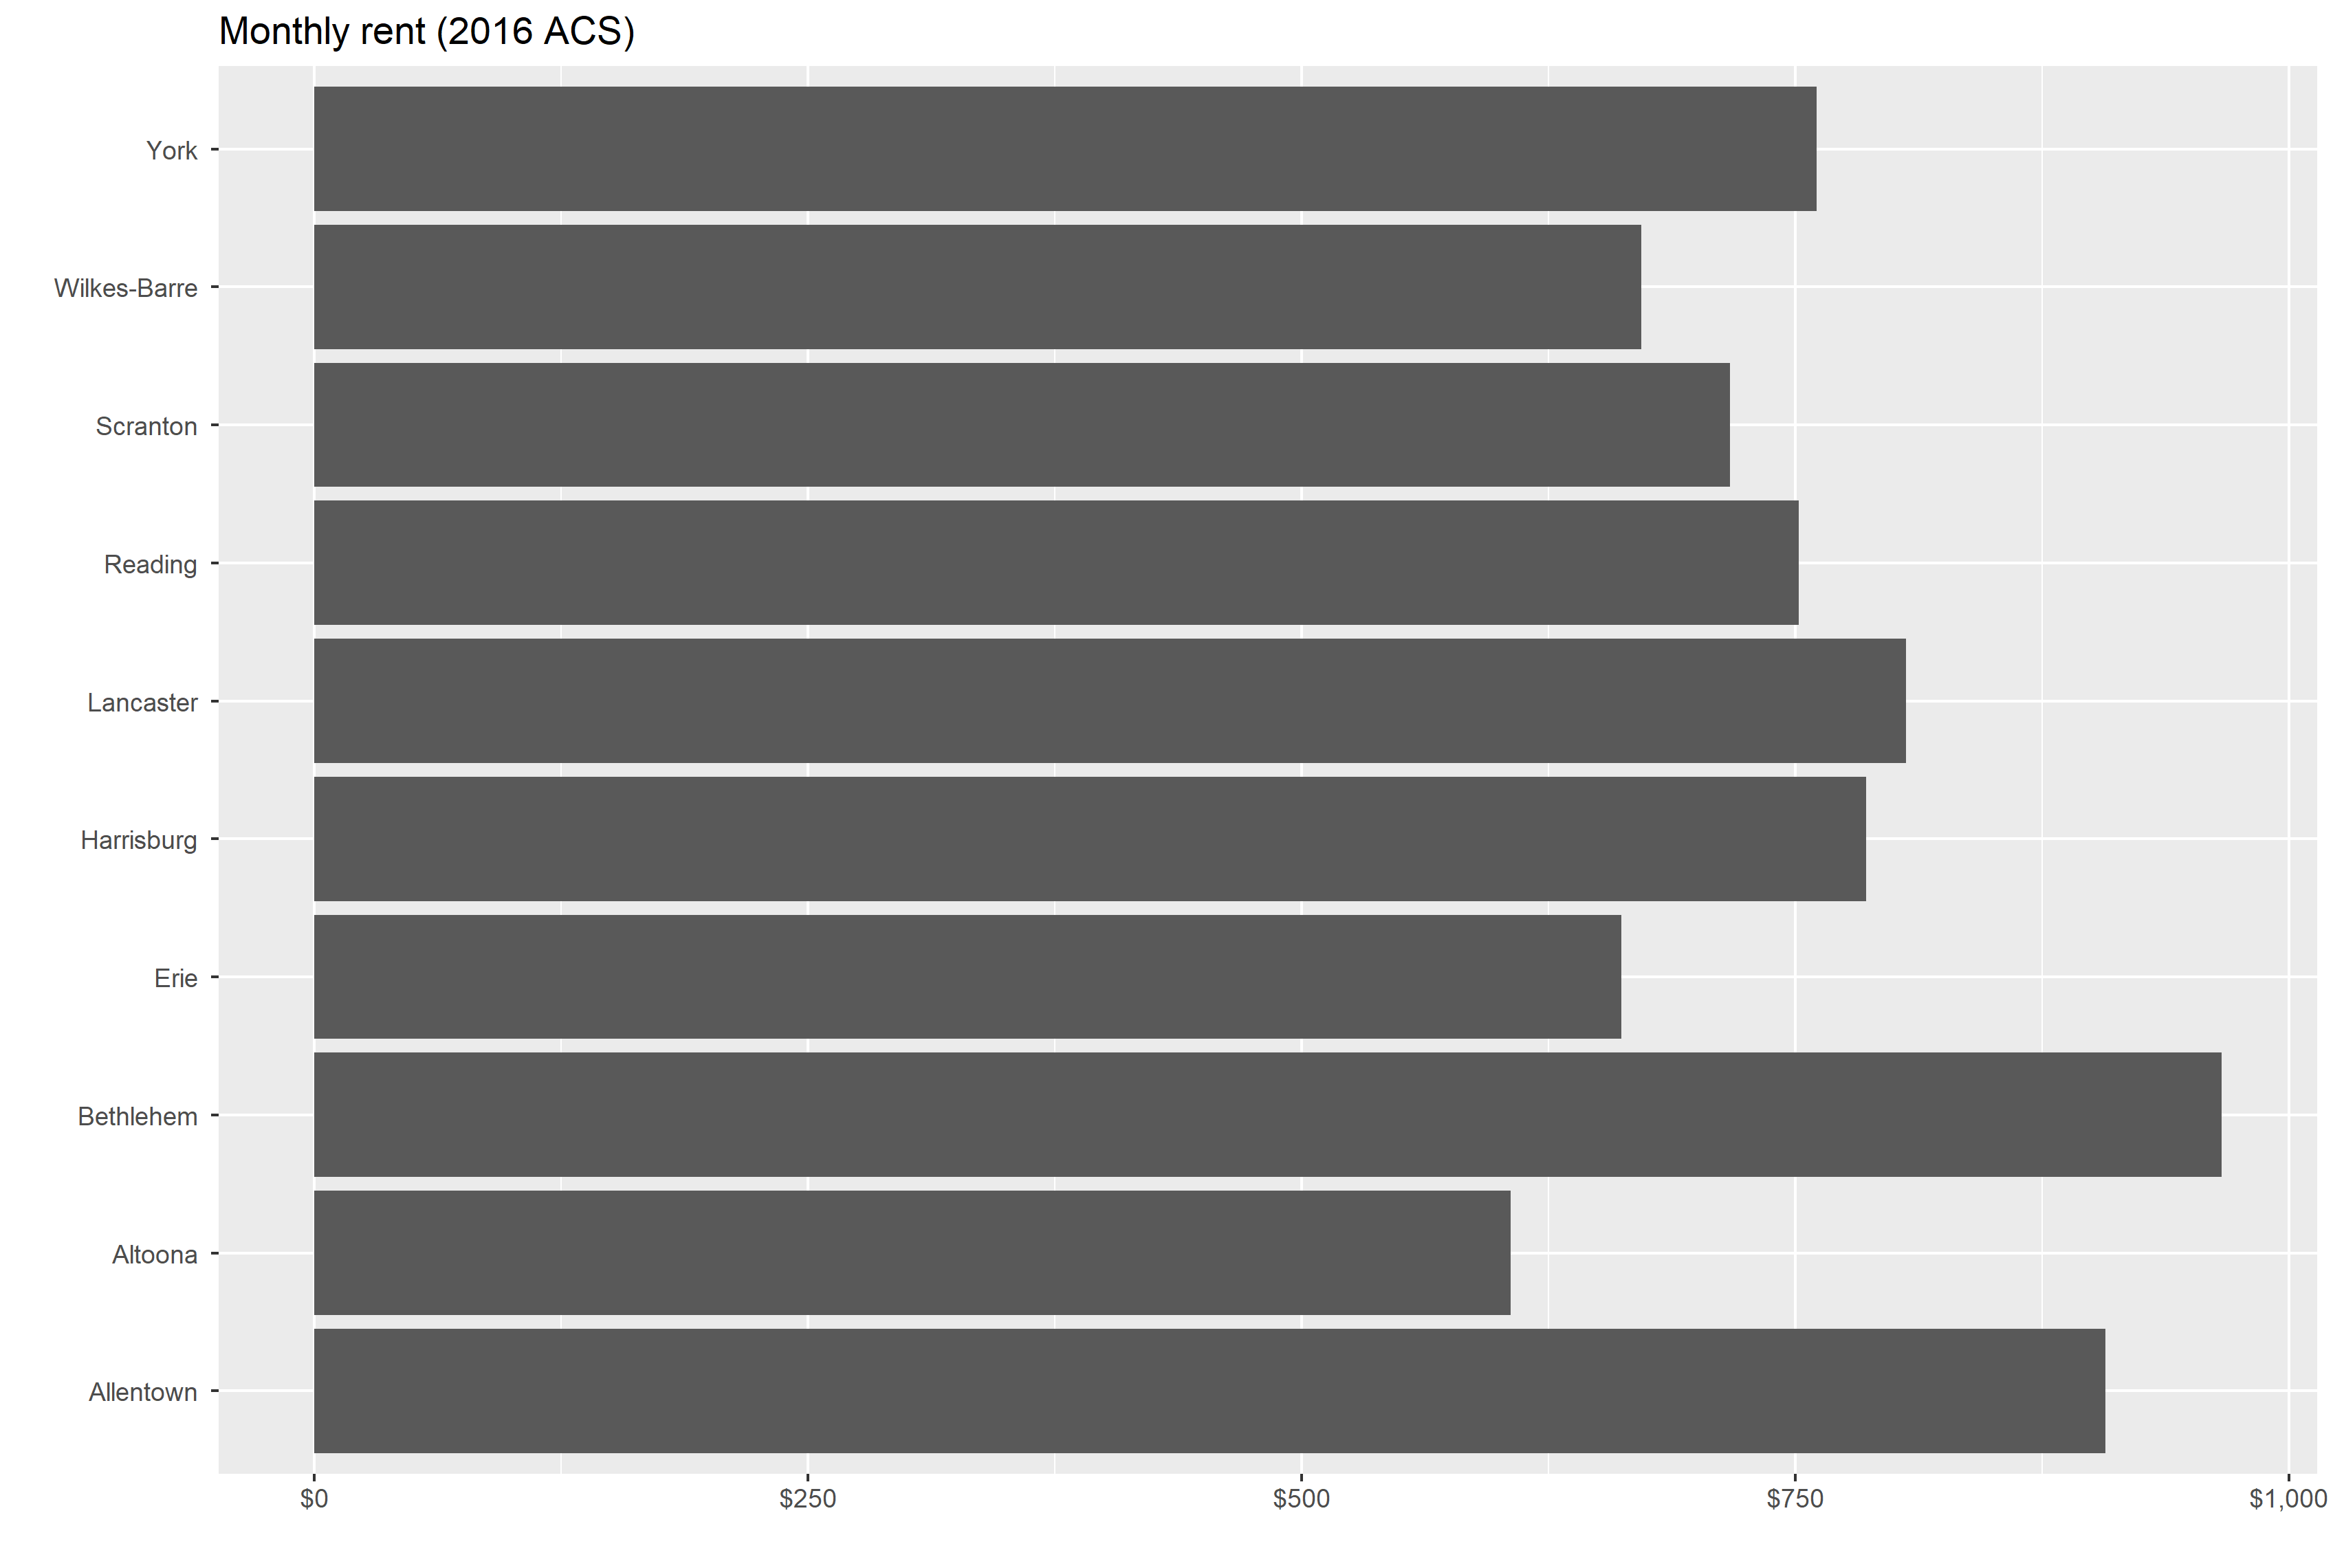 Monthly rent (2016 ACS)
York
Wilkes-Barre
Scranton
Reading
Lancaster
Harrisburg
Erie
Bethlehem
Altoona
Allentown
$0 $250 $500 $750 $1,000